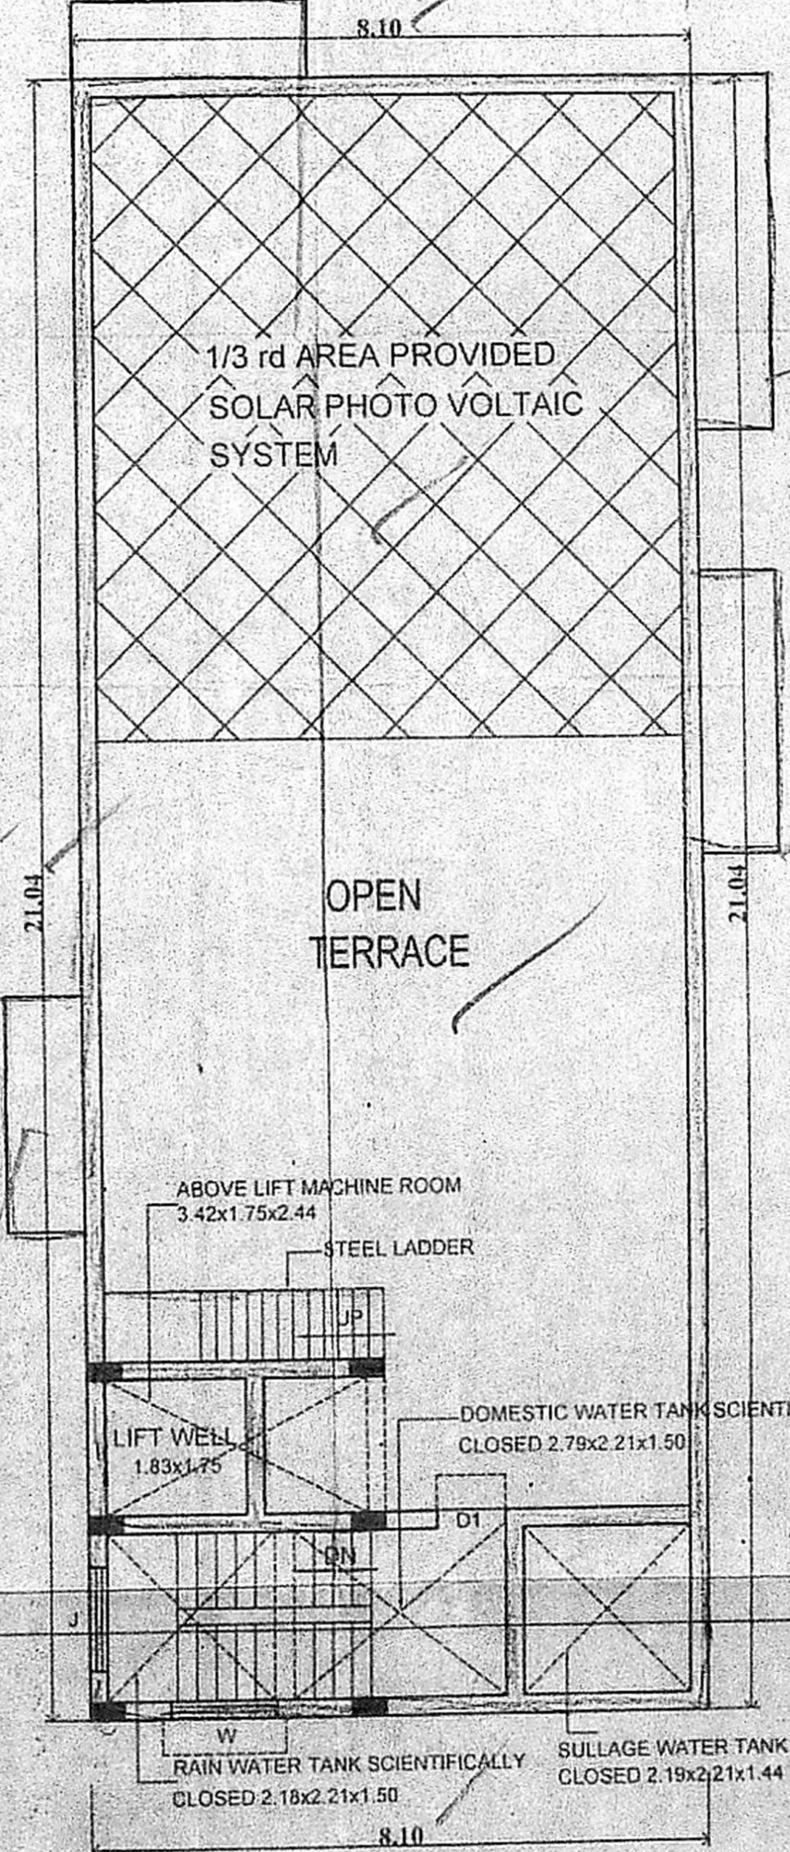 8.10
1/3 rd AREA PROVIDED
SOLAR PHOTO VOLTAIC
SYSTEM
21.04
21.04
OPEN
TERRACE
ABOVE LIFT MACHINE ROOM
3.42x1.75x2.44
STEEL LADDER
UP
DOMESTIC WATER TANK SCIENTI
CLOSED 2.79x2.21x1.50
LIFT WELL
1.83x1.75
D1
DN
J
W
RAIN WATER TANK SCIENTIFICALLY
CLOSED 2.18x2.21x1.50
SULLAGE WATER TANK
CLOSED 2.19x2.21x1.44
8.10